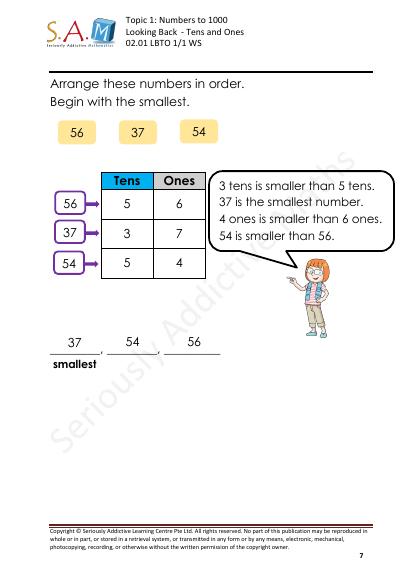 S.A.M
Seriously Addictive Mathematics
Topic 1: Numbers to 1000
Looking Back - Tens and Ones
02.01 LBTO 1/1 WS
Arrange these numbers in order.
Begin with the smallest.
56 37 54
Tens Ones
56 5 6
37 3 7
54 5 4
3 tens is smaller than 5 tens.
37 is the smallest number.
4 ones is smaller than 6 ones.
54 is smaller than 56.
37, 54, 56
smallest
Seriously Addictive Maths
Copyright © Seriously Addictive Learning Centre Pte Ltd. All rights reserved. No part of this publication may be reproduced in
whole or in part, or stored in a retrieval system, or transmitted in any form or by any means, electronic, mechanical,
photocopying, recording, or otherwise without the written permission of the copyright owner.
7